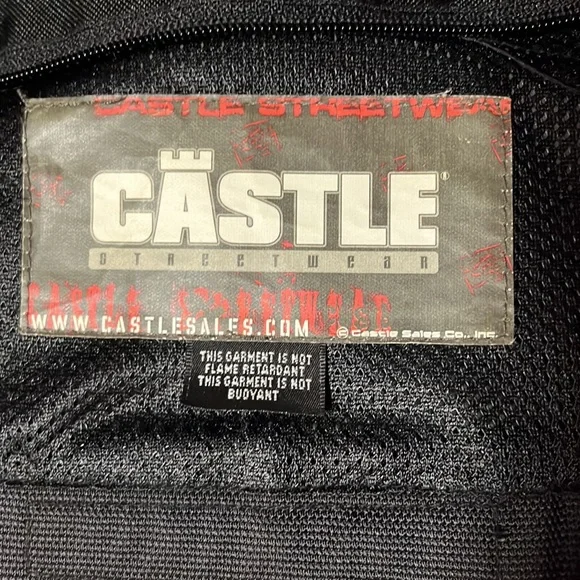 CASTLE STREETWEAR
CASTLE®
STREETWEAR
WWW.CASTLESALES.COM
© Castle Sales Co., Inc.
THIS GARMENT IS NOT
FLAME RETARDANT
THIS GARMENT IS NOT
BUOYANT